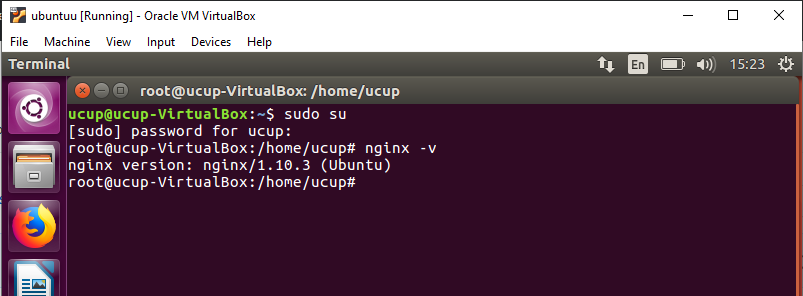 ubuntuu [Running] - Oracle VM VirtualBox
File Machine View Input Devices Help
Terminal En 15:23
root@ucup-VirtualBox: /home/ucup
ucup@ucup-VirtualBox:~$ sudo su
[sudo] password for ucup:
root@ucup-VirtualBox:/home/ucup# nginx -v
nginx version: nginx/1.10.3 (Ubuntu)
root@ucup-VirtualBox:/home/ucup#